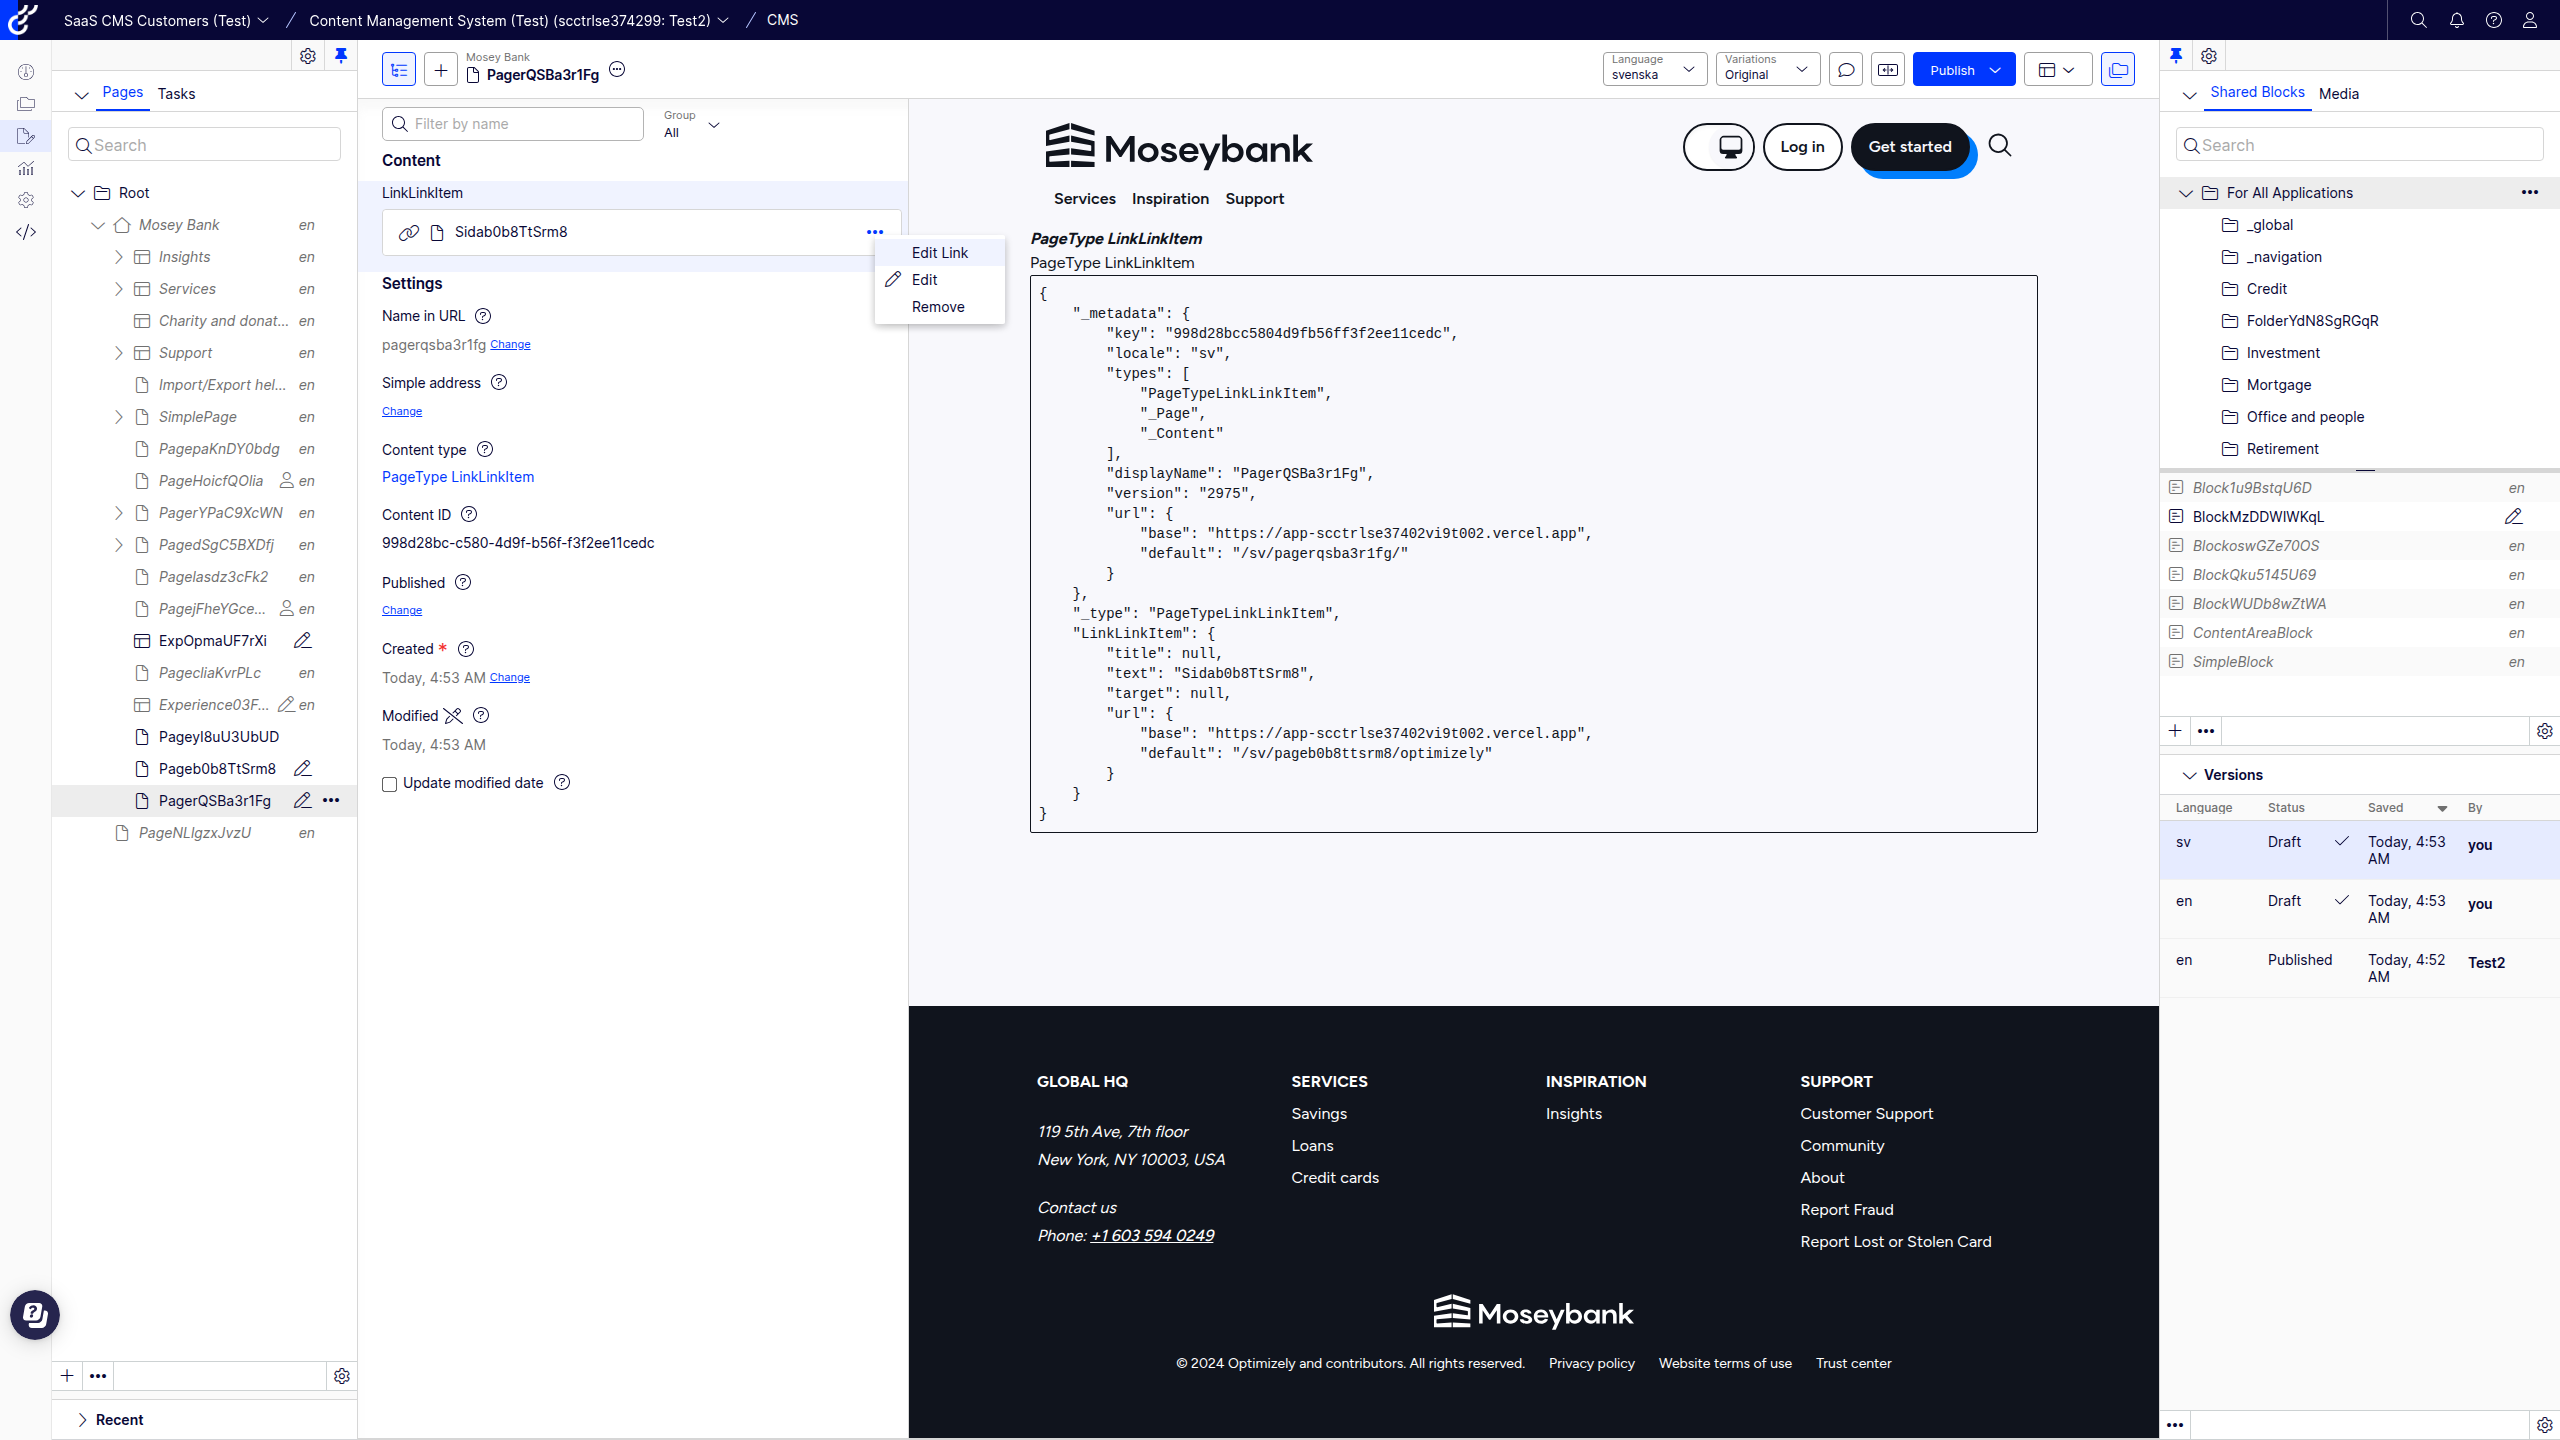 SaaS CMS Customers (Test) / Content Management System (Test) (scctrlse374299: Test2) / CMS
Pages Tasks
Search
Root
Mosey Bank en
Insights en
Services en
Charity and donat... en
Support en
Import/Export hel... en
SimplePage en
PagepaKnDY0bdg en
PageHoicfQOlia en
PagerYPaC9XcWN en
PagedSgC5BXDfj en
Pagelasdz3cFk2 en
PagejFheYGce... en
ExpOpmaUF7rXi
PagecliaKvrPLc en
Experience03F... en
PageyI8uU3UbUD
Pageb0b8TtSrm8
PagerQSBa3r1Fg
PageNLlgzxJvzU en
Recent
Mosey Bank
PagerQSBa3r1Fg
Language
svenska
Variations
Original
Publish
Filter by name
Group
All
Content
LinkLinkItem
Sidab0b8TtSrm8
Edit Link
Edit
Remove
Settings
Name in URL
pagerqsba3r1fg Change
Simple address
Change
Content type
PageType LinkLinkItem
Content ID
998d28bc-c580-4d9f-b56f-f3f2ee11cedc
Published
Change
Created *
Today, 4:53 AM Change
Modified
Today, 4:53 AM
Update modified date
Moseybank
Log in
Get started
Services Inspiration Support
PageType LinkLinkItem
PageType LinkLinkItem
{
"_metadata": {
"key": "998d28bcc5804d9fb56ff3f2ee11cedc",
"locale": "sv",
"types": [
"PageTypeLinkLinkItem",
"_Page",
"_Content"
],
"displayName": "PagerQSBa3r1Fg",
"version": "2975",
"url": {
"base": "https://app-scctrlse37402vi9t002.vercel.app",
"default": "/sv/pagerqsba3r1fg/"
}
},
"_type": "PageTypeLinkLinkItem",
"LinkLinkItem": {
"title": null,
"text": "Sidab0b8TtSrm8",
"target": null,
"url": {
"base": "https://app-scctrlse37402vi9t002.vercel.app",
"default": "/sv/pageb0b8ttsrm8/optimizely"
}
}
}
GLOBAL HQ
119 5th Ave, 7th floor
New York, NY 10003, USA
Contact us
Phone: +1 603 594 0249
SERVICES
Savings
Loans
Credit cards
INSPIRATION
Insights
SUPPORT
Customer Support
Community
About
Report Fraud
Report Lost or Stolen Card
Moseybank
© 2024 Optimizely and contributors. All rights reserved. Privacy policy Website terms of use Trust center
Shared Blocks Media
Search
For All Applications
_global
_navigation
Credit
FolderYdN8SgRGqR
Investment
Mortgage
Office and people
Retirement
Block1u9BstqU6D en
BlockMzDDWlWKqL
BlockoswGZe70OS en
BlockQku5145U69 en
BlockWUDb8wZtWA en
ContentAreaBlock en
SimpleBlock en
Versions
Language Status Saved By
sv Draft Today, 4:53 AM you
en Draft Today, 4:53 AM you
en Published Today, 4:52 AM Test2